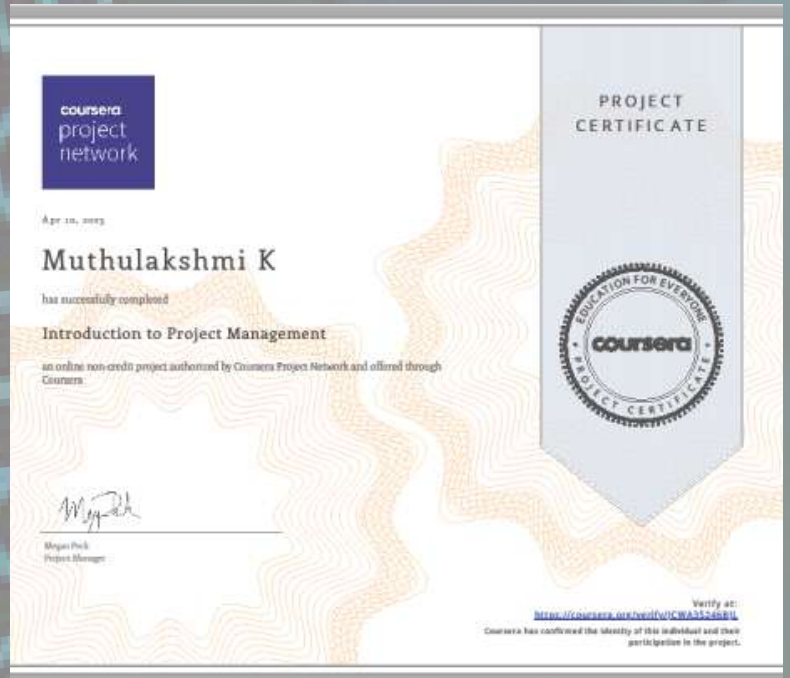 coursera
project
network
PROJECT
CERTIFICATE
Muthulakshmi K
has successfully completed
Introduction to Project Management
an online non-credit project authorized by Coursera Project Network and offered through
Coursera
EDUCATION FOR EVERYONE
coursera
PROJECT CERTIFICATE
Project Manager
Verify at:
Coursera has confirmed the identity of this individual and their
participation in the project.